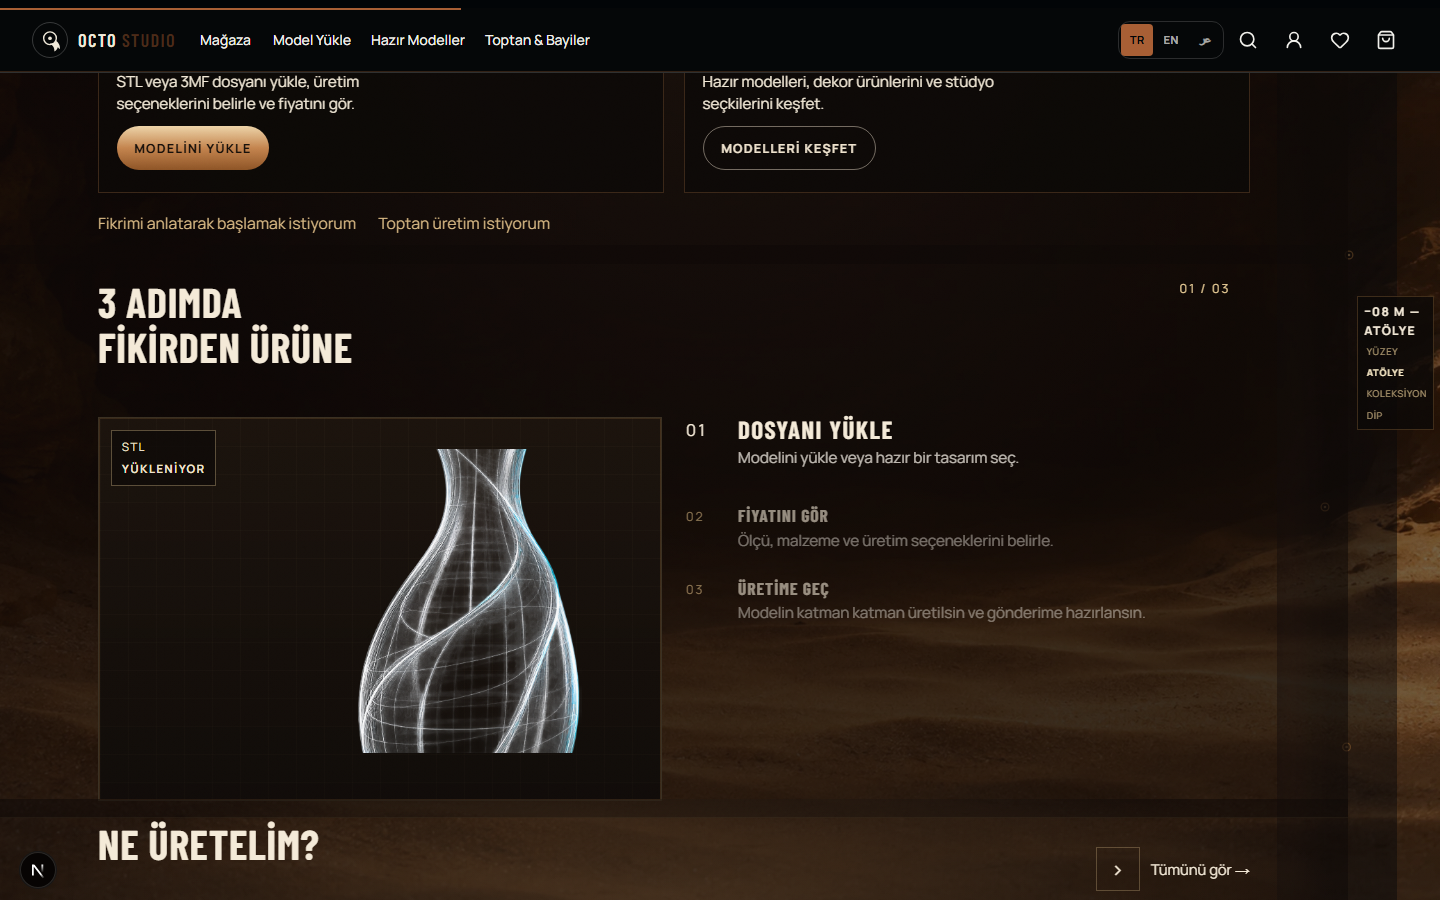 OCTO STUDIO
Mağaza
Model Yükle
Hazır Modeller
Toptan & Bayiler
TR
EN
عر
STL veya 3MF dosyanı yükle, üretim
seçeneklerini belirle ve fiyatını gör.
MODELİNİ YÜKLE
Hazır modelleri, dekor ürünlerini ve stüdyo
seçkilerini keşfet.
MODELLERİ KEŞFET
Fikrimi anlatarak başlamak istiyorum
Toptan üretim istiyorum
3 ADIMDA
FİKİRDEN ÜRÜNE
01 / 03
−08 M —
ATÖLYE
YÜZEY
ATÖLYE
KOLEKSİYON
DİP
STL
YÜKLENİYOR
01
DOSYANI YÜKLE
Modelini yükle veya hazır bir tasarım seç.
02
FİYATINI GÖR
Ölçü, malzeme ve üretim seçeneklerini belirle.
03
ÜRETİME GEÇ
Modelin katman katman üretilsin ve gönderime hazırlansın.
NE ÜRETELİM?
Tümünü gör →
N